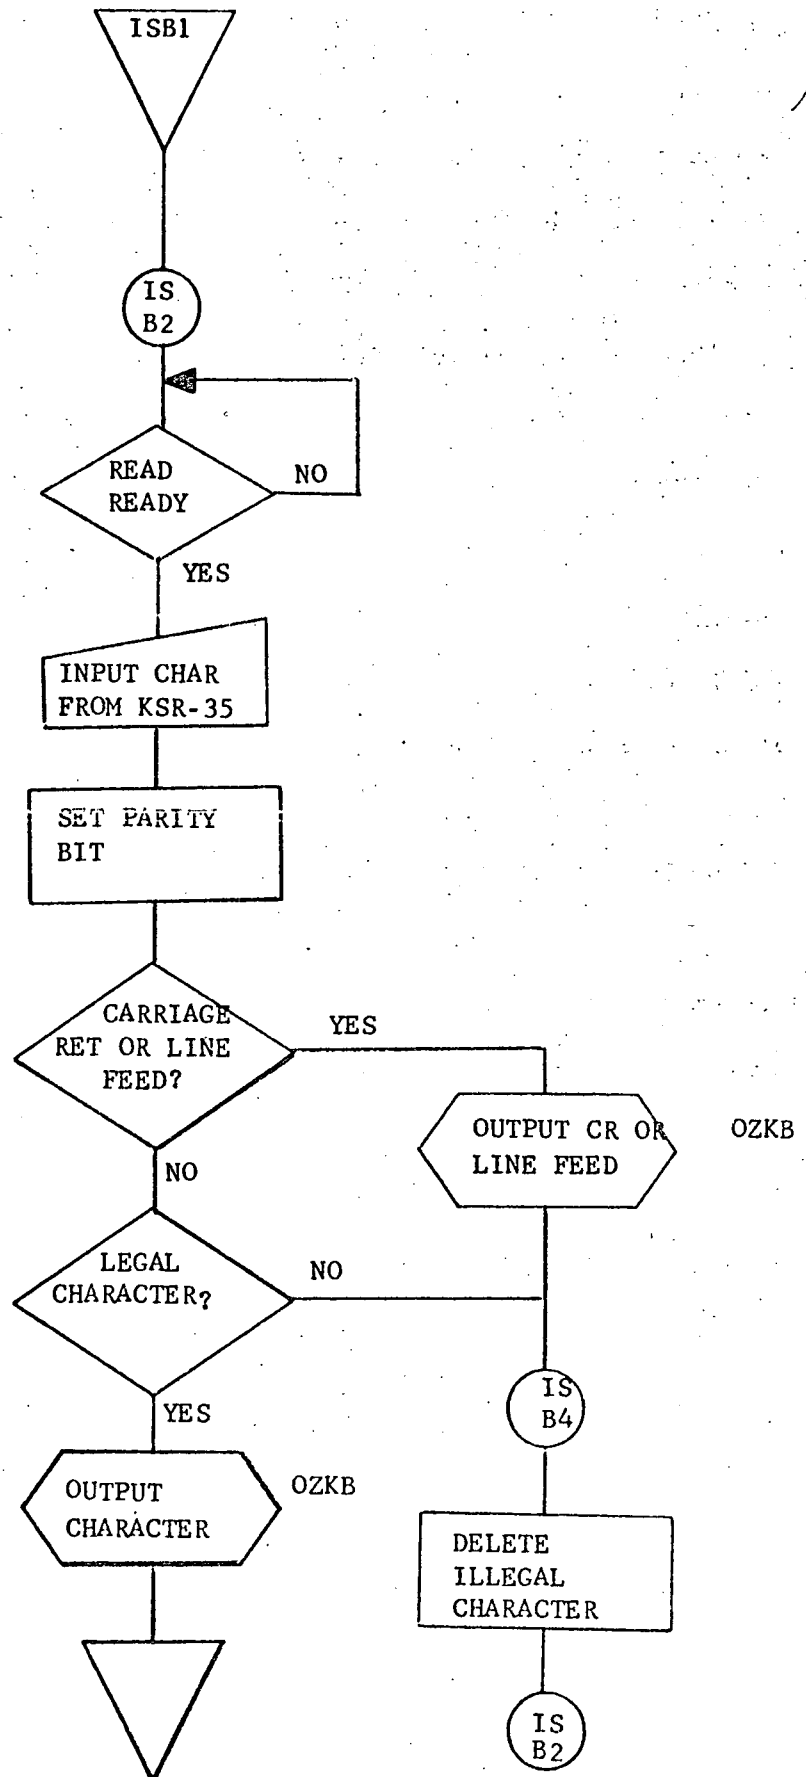 ISB1
IS
B2
READ
READY
NO
YES
INPUT CHAR
FROM KSR-35
SET PARITY
BIT
CARRIAGE
RET OR LINE
FEED?
YES
OUTPUT CR OR
LINE FEED
OZKB
NO
LEGAL
CHARACTER?
NO
IS
B4
YES
OUTPUT
CHARACTER
OZKB
DELETE
ILLEGAL
CHARACTER
IS
B2